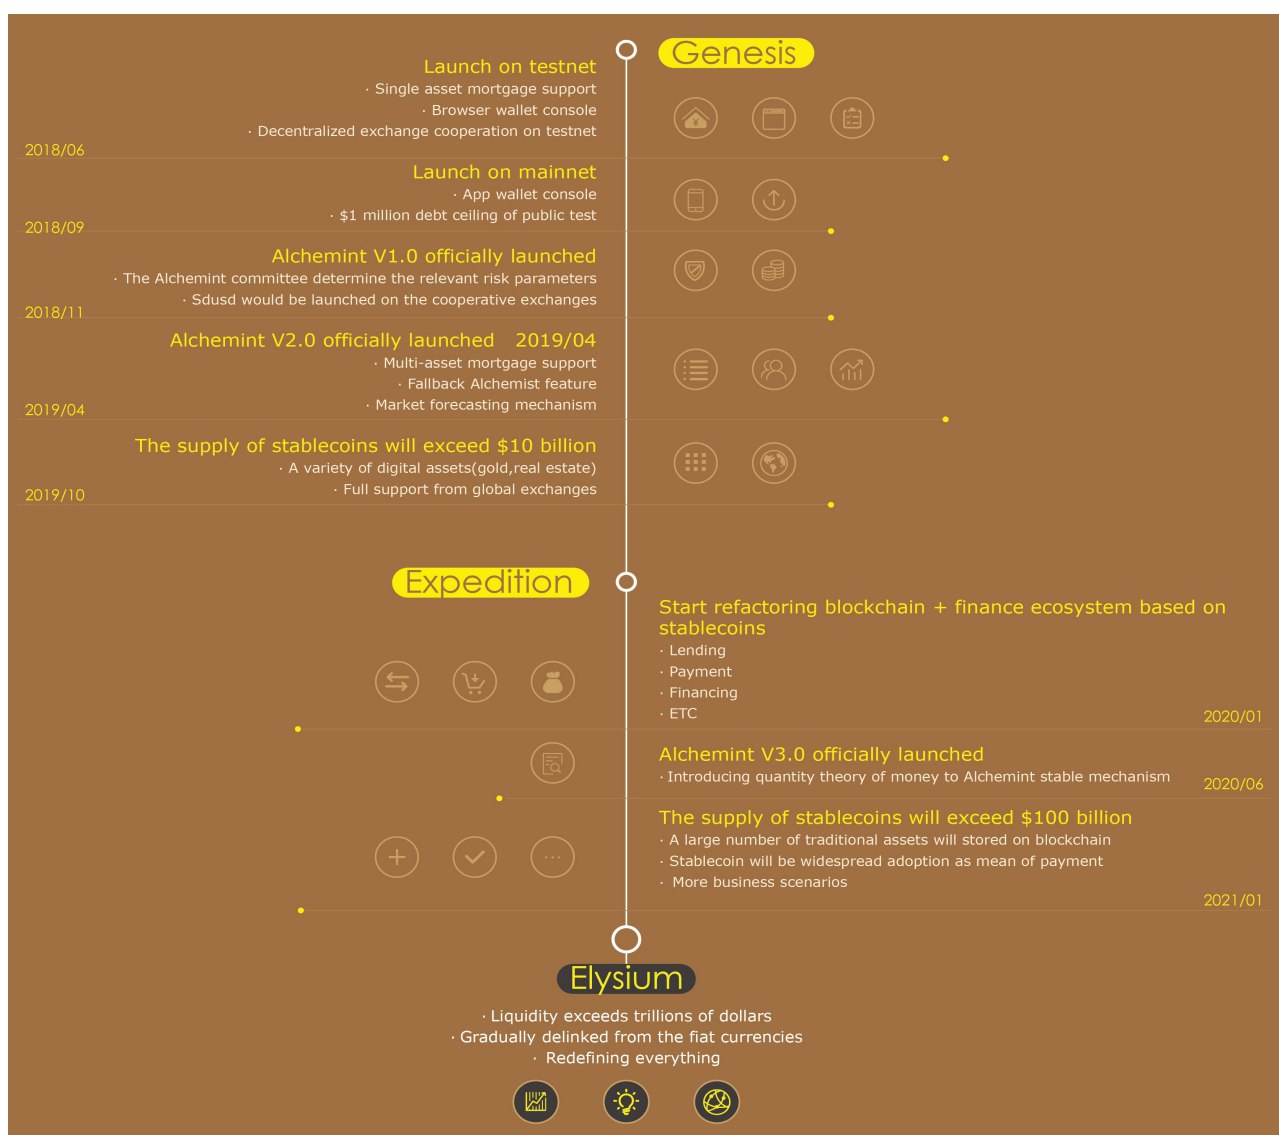 Genesis
Launch on testnet
· Single asset mortgage support
· Browser wallet console
· Decentralized exchange cooperation on testnet
2018/06
Launch on mainnet
· App wallet console
· $1 million debt ceiling of public test
2018/09
Alchemint V1.0 officially launched
· The Alchemint committee determine the relevant risk parameters
· Sdusd would be launched on the cooperative exchanges
2018/11
Alchemint V2.0 officially launched 2019/04
· Multi-asset mortgage support
· Fallback Alchemist feature
· Market forecasting mechanism
2019/04
The supply of stablecoins will exceed $10 billion
· A variety of digital assets(gold,real estate)
· Full support from global exchanges
2019/10
Expedition
Start refactoring blockchain + finance ecosystem based on
stablecoins
· Lending
· Payment
· Financing
· ETC
2020/01
Alchemint V3.0 officially launched
· Introducing quantity theory of money to Alchemint stable mechanism
2020/06
The supply of stablecoins will exceed $100 billion
· A large number of traditional assets will stored on blockchain
· Stablecoin will be widespread adoption as mean of payment
· More business scenarios
2021/01
Elysium
· Liquidity exceeds trillions of dollars
· Gradually delinked from the fiat currencies
· Redefining everything